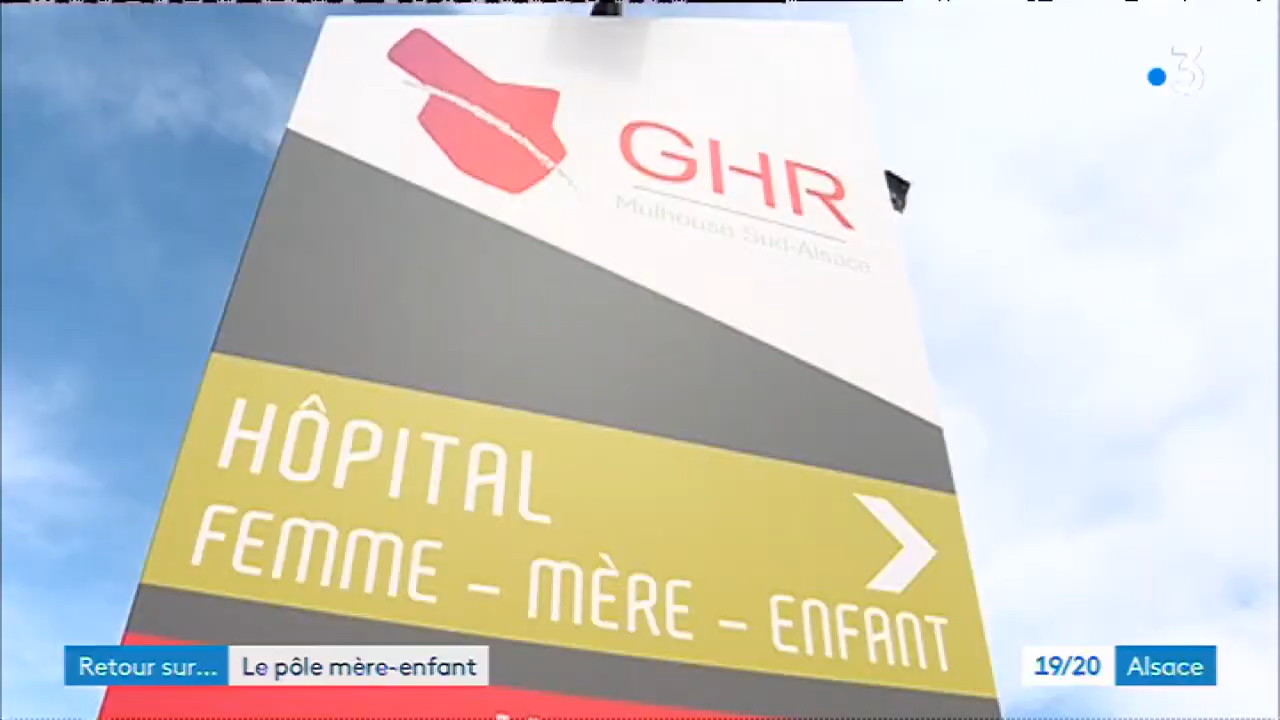 3
GHR
Mulhouse Sud-Alsace
HÔPITAL
FEMME – MÈRE – ENFANT
Retour sur... Le pôle mère-enfant
19/20 Alsace